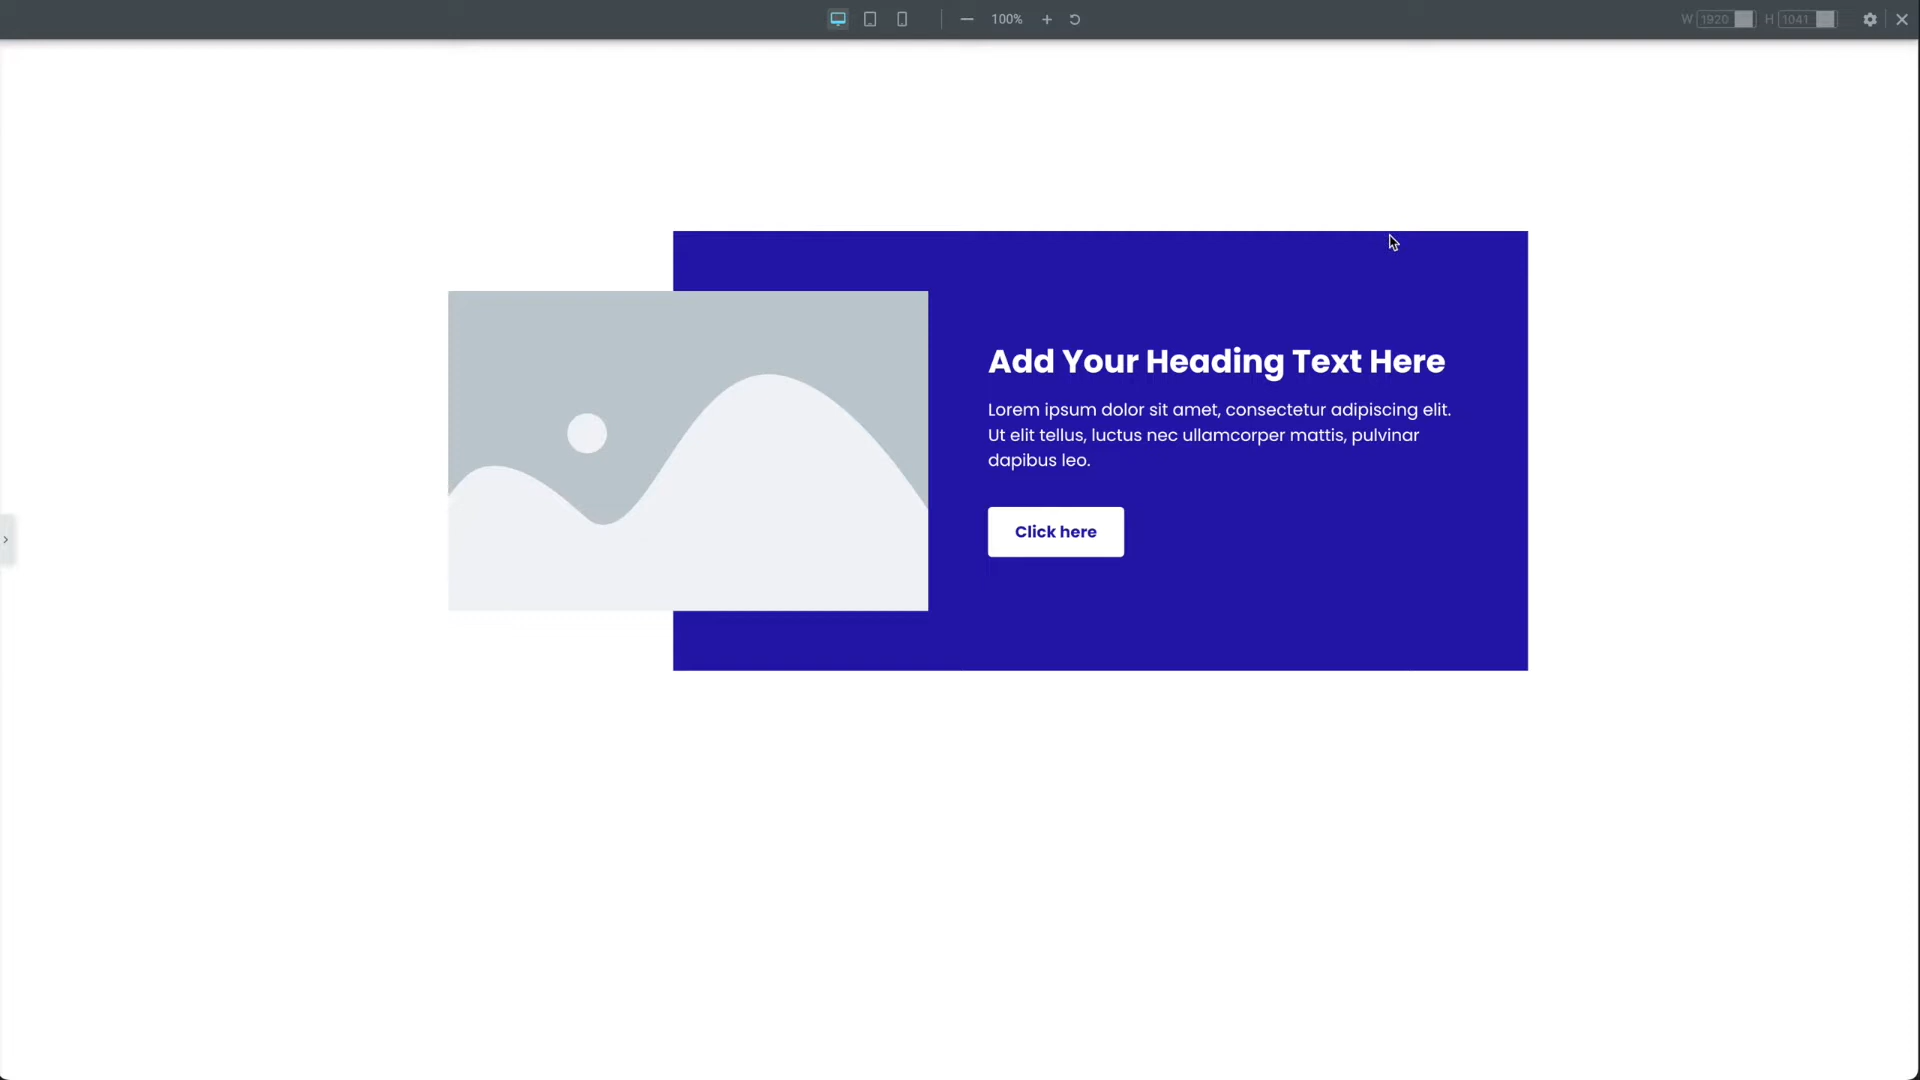 100%
W 1920 H 1041
Add Your Heading Text Here
Lorem ipsum dolor sit amet, consectetur adipiscing elit.
Ut elit tellus, luctus nec ullamcorper mattis, pulvinar
dapibus leo.
Click here